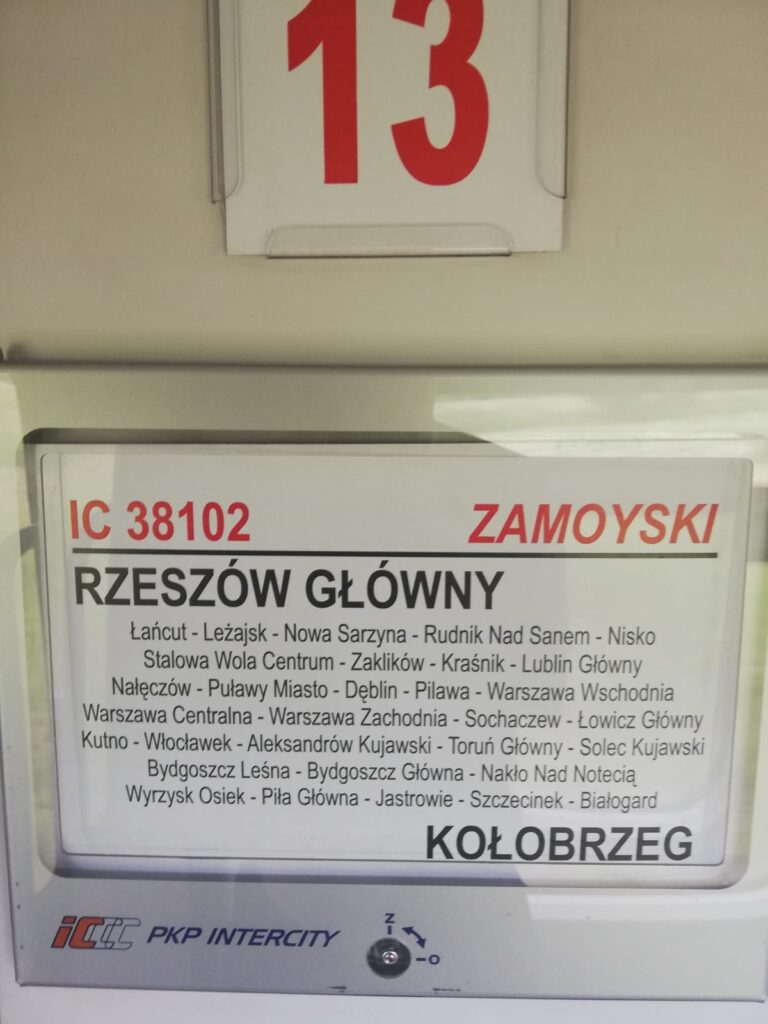 13
IC 38102 ZAMOYSKI
RZESZÓW GŁÓWNY
Łańcut - Leżajsk - Nowa Sarzyna - Rudnik Nad Sanem - Nisko
Stalowa Wola Centrum - Zaklików - Kraśnik - Lublin Główny
Nałęczów - Puławy Miasto - Dęblin - Pilawa - Warszawa Wschodnia
Warszawa Centralna - Warszawa Zachodnia - Sochaczew - Łowicz Główny
Kutno - Włocławek - Aleksandrów Kujawski - Toruń Główny - Solec Kujawski
Bydgoszcz Leśna - Bydgoszcz Główna - Nakło Nad Notecią
Wyrzysk Osiek - Piła Główna - Jastrowie - Szczecinek - Białogard
KOŁOBRZEG
IC PKP INTERCITY
Z
O